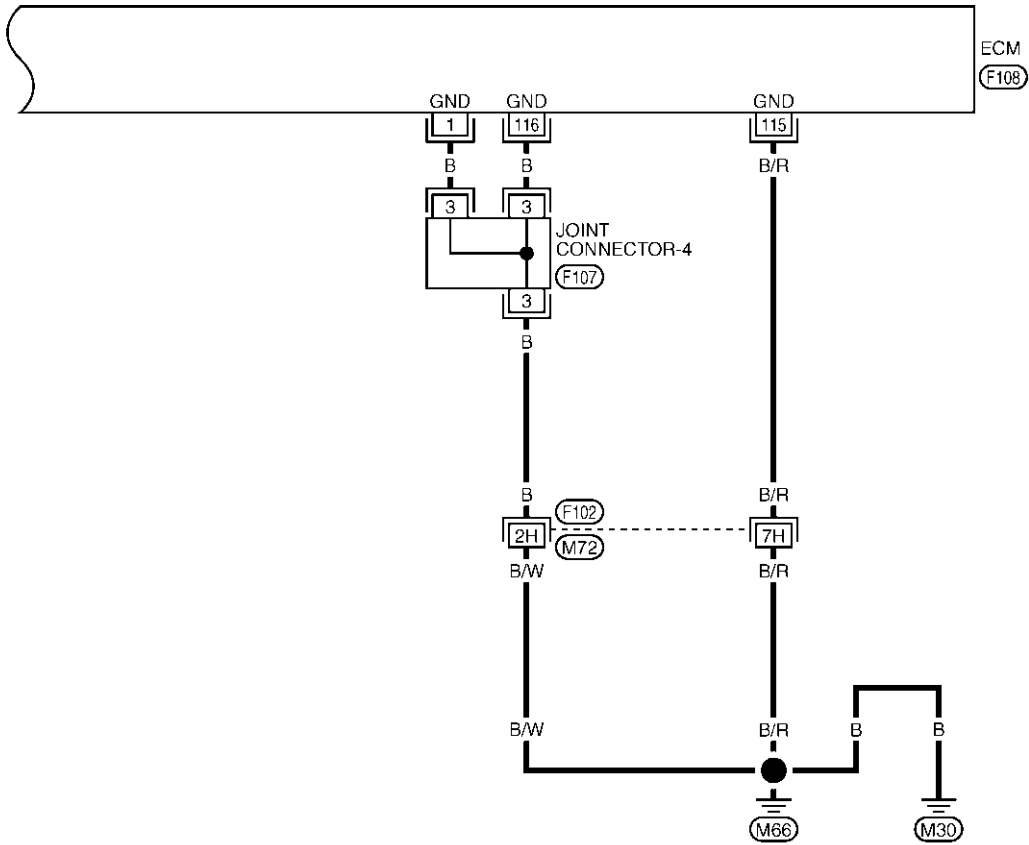 ECM
F108
GND GND GND
1 116 115
B B B/R
3 3
JOINT
CONNECTOR-4
F107
3
B
B B/R
F102
2H 7H
M72
B/W B/R
B/W B/R B B
M66 M30